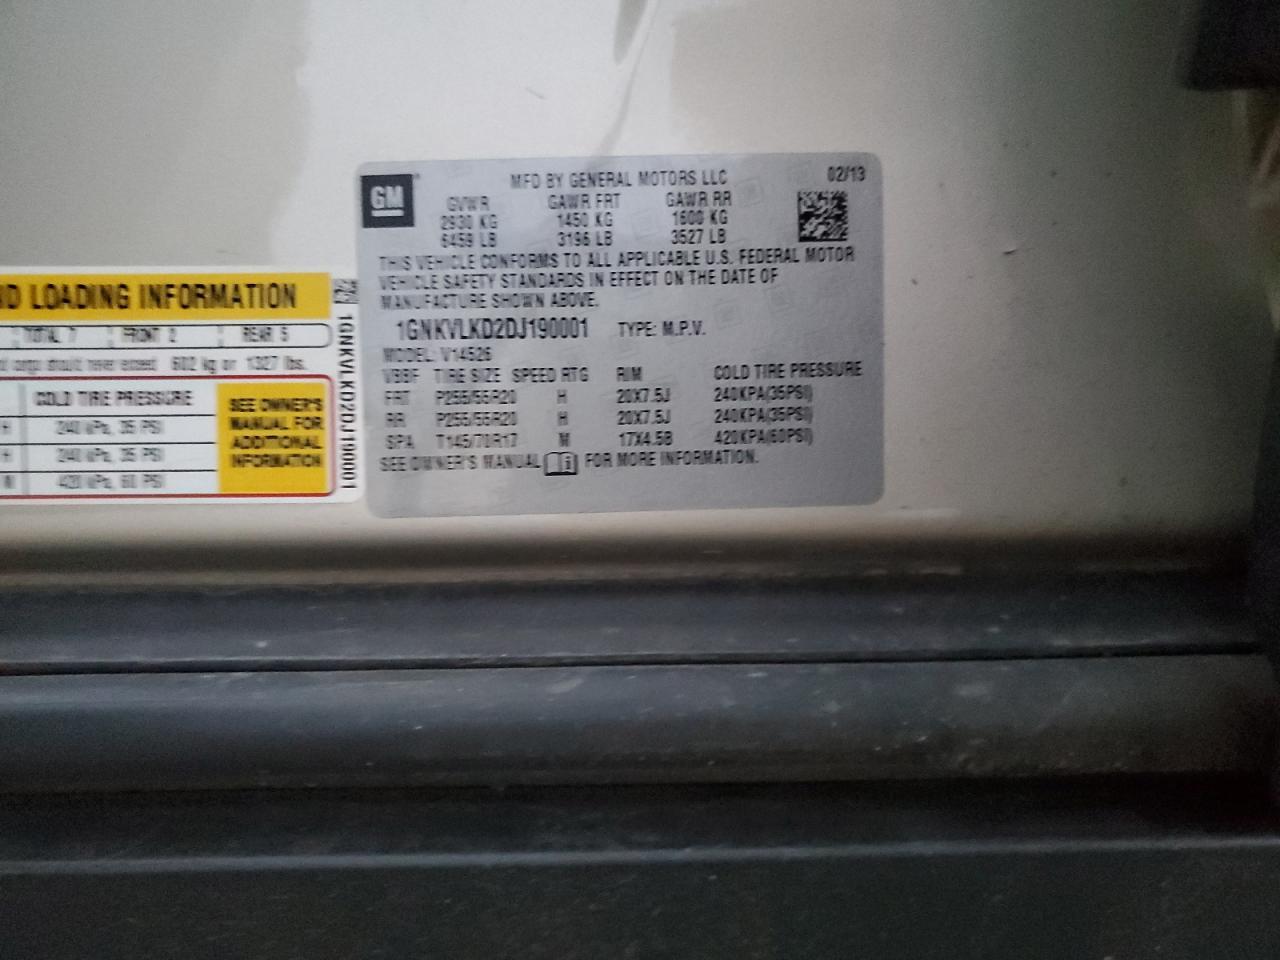 GM
MFD BY GENERAL MOTORS LLC 02/13
GVWR GAWR FRT GAWR RR
2930 KG 1450 KG 1600 KG
6459 LB 3196 LB 3527 LB
THIS VEHICLE CONFORMS TO ALL APPLICABLE U.S. FEDERAL MOTOR
VEHICLE SAFETY STANDARDS IN EFFECT ON THE DATE OF
MANUFACTURE SHOWN ABOVE.
1GNKVLKD2DJ190001 TYPE: M.P.V.
MODEL: V14526
TIRE SIZE SPEED RTG RIM COLD TIRE PRESSURE
FRT P255/55R20 H 20X7.5J 240KPA(35PSI)
RR P255/55R20 H 20X7.5J 240KPA(35PSI)
SPA T145/70R17 M 17X4.5B 420KPA(60PSI)
SEE OWNER'S MANUAL FOR MORE INFORMATION.
LOADING INFORMATION
TOTAL 7 FRONT 2 REAR 5
cargo should never exceed 602 kg or 1327 lbs.
COLD TIRE PRESSURE
H 240 kPa, 35 PSI
H 240 kPa, 35 PSI
M 420 kPa, 60 PSI
SEE OWNER'S
MANUAL FOR
ADDITIONAL
INFORMATION
1GNKVLKD2DJ190001